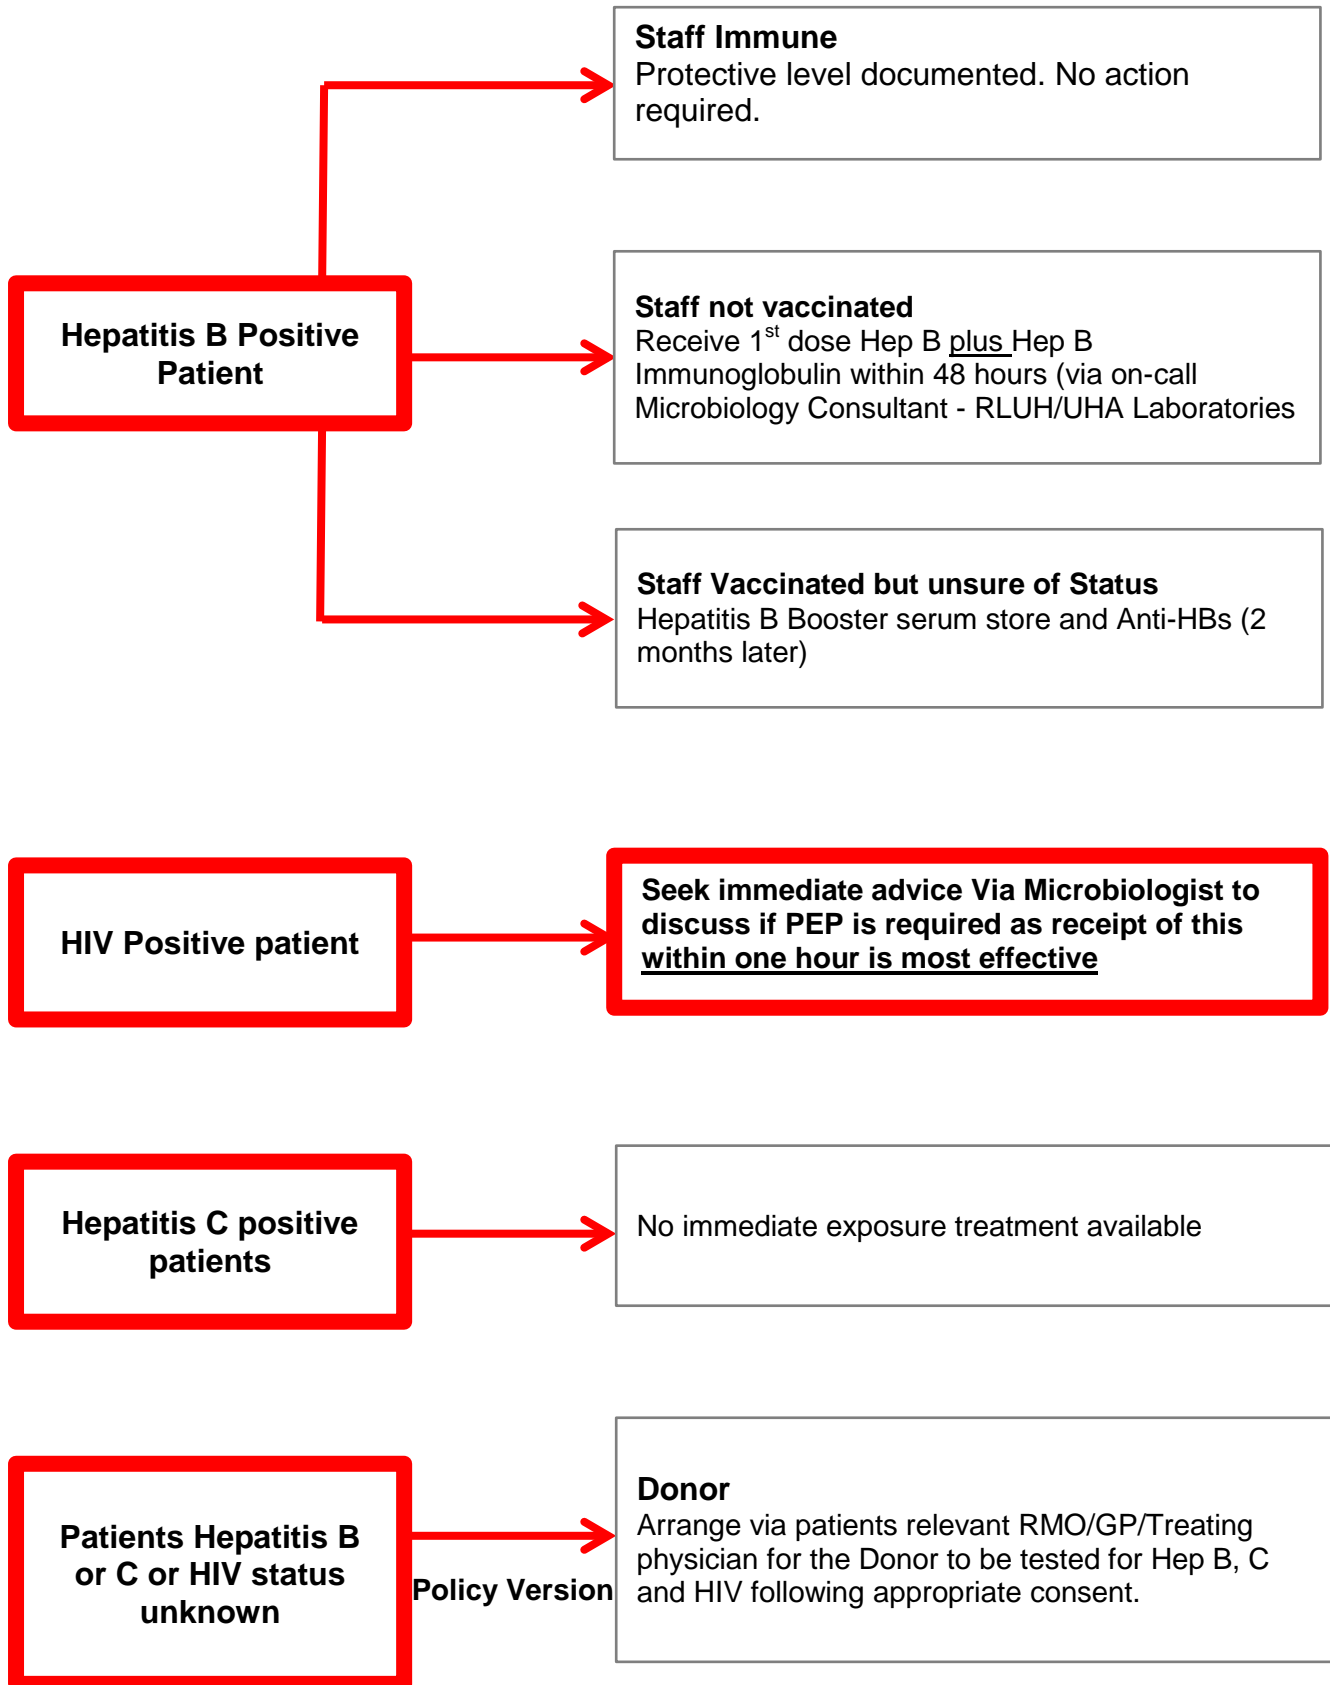 Staff Immune
Protective level documented. No action
required.
Hepatitis B Positive
Patient
Staff not vaccinated
Receive 1st dose Hep B plus Hep B
Immunoglobulin within 48 hours (via on-call
Microbiology Consultant - RLUH/UHA Laboratories
Staff Vaccinated but unsure of Status
Hepatitis B Booster serum store and Anti-HBs (2
months later)
HIV Positive patient
Seek immediate advice Via Microbiologist to
discuss if PEP is required as receipt of this
within one hour is most effective
Hepatitis C positive
patients
No immediate exposure treatment available
Patients Hepatitis B
or C or HIV status
unknown
Policy Version
Donor
Arrange via patients relevant RMO/GP/Treating
physician for the Donor to be tested for Hep B, C
and HIV following appropriate consent.